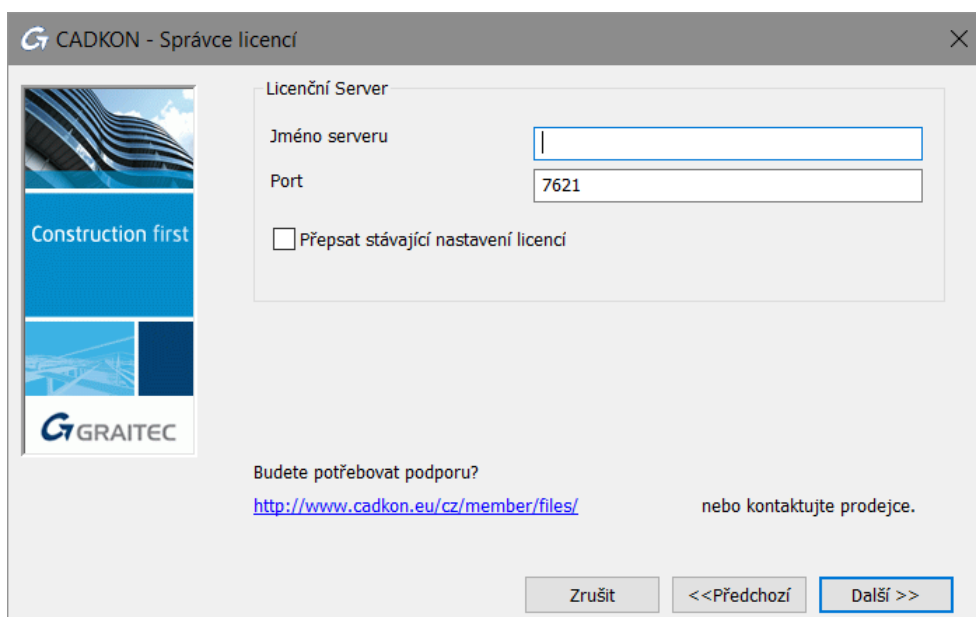 CADKON - Správce licencí
Licenční Server
Jméno serveru
Port
7621
Přepsat stávající nastavení licencí
Construction first
GRAITEC
Budete potřebovat podporu?
http://www.cadkon.eu/cz/member/files/ nebo kontaktujte prodejce.
Zrušit <<Předchozí Další >>